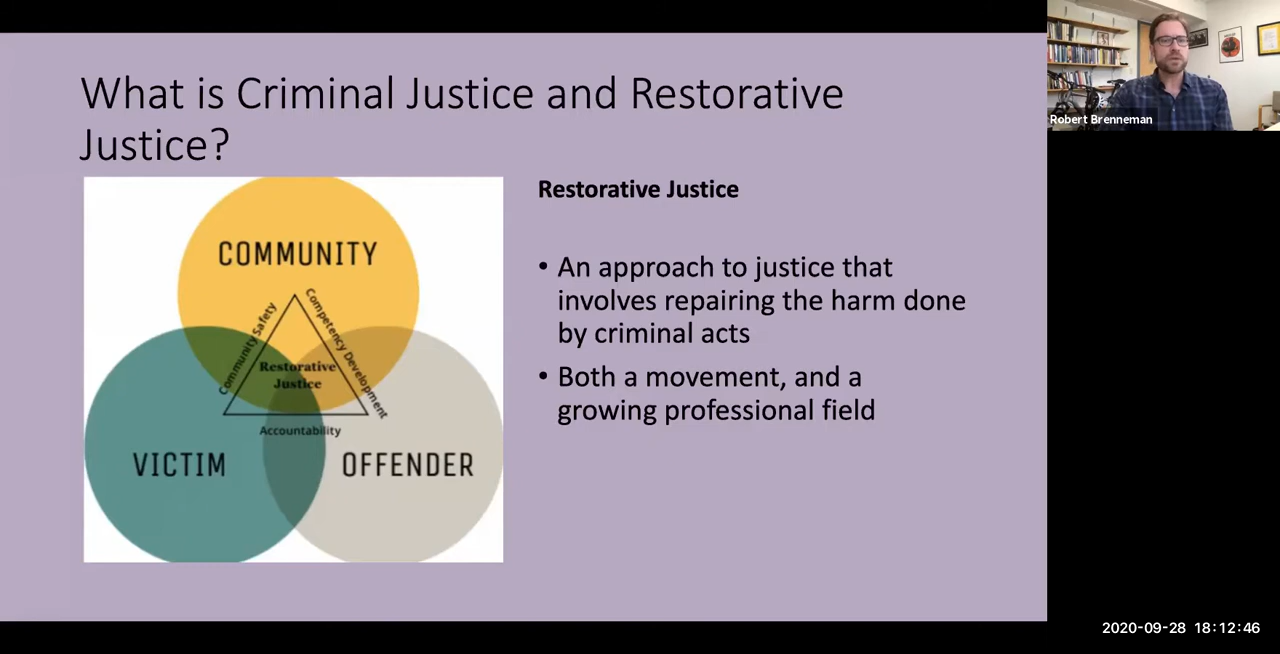 What is Criminal Justice and Restorative
Justice?
COMMUNITY
Community Safety
Competency Development
Restorative
Justice
Accountability
VICTIM
OFFENDER
Restorative Justice
• An approach to justice that
involves repairing the harm done
by criminal acts
• Both a movement, and a
growing professional field
Robert Brenneman
2020-09-28 18:12:46